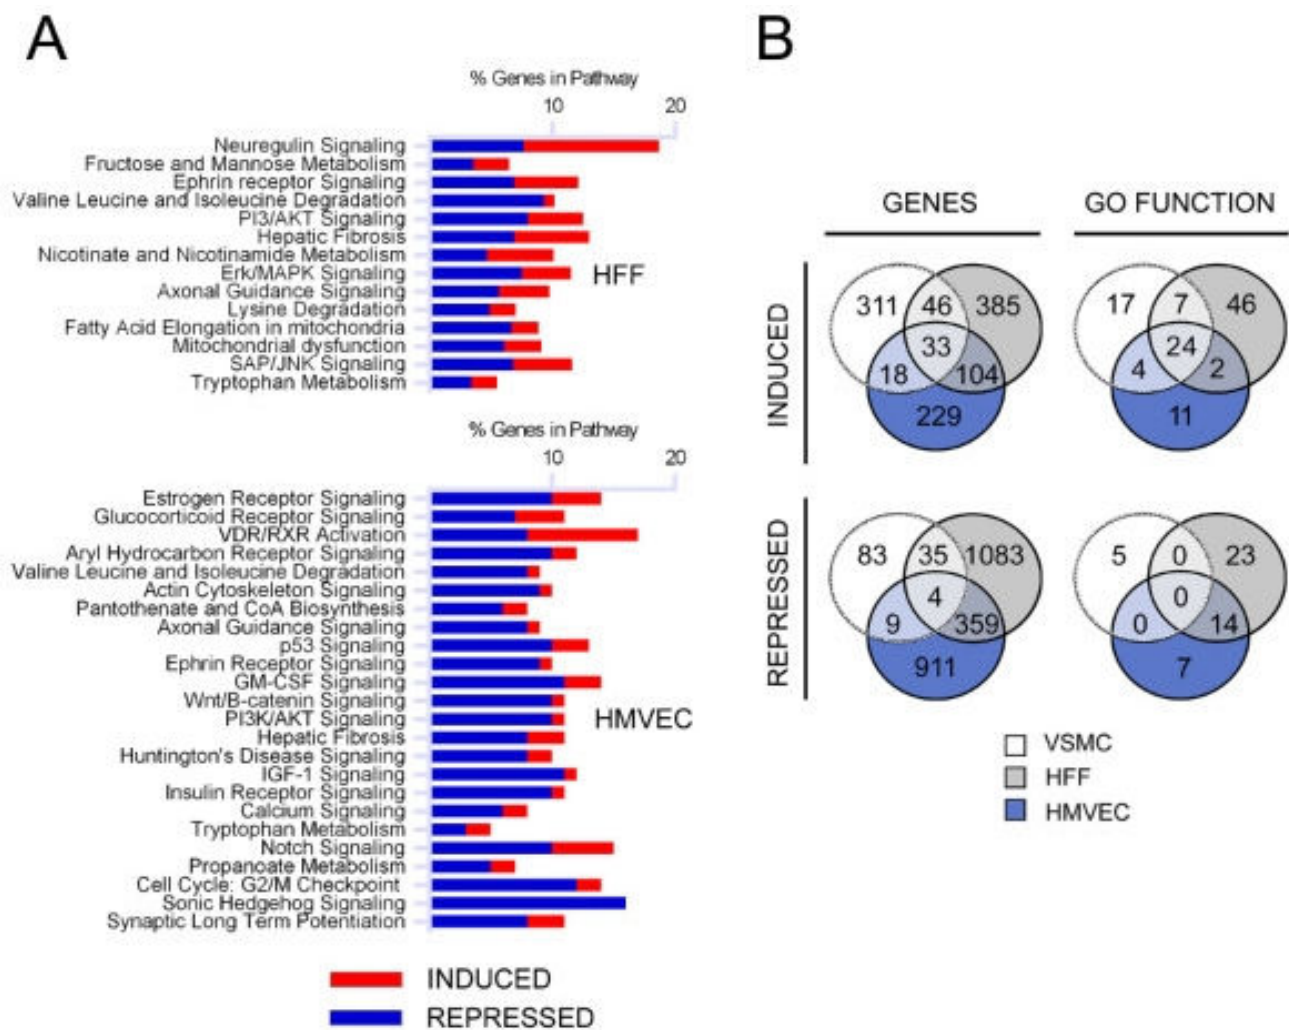 A
% Genes in Pathway
10 20
Neuregulin Signaling
Fructose and Mannose Metabolism
Ephrin receptor Signaling
Valine Leucine and Isoleucine Degradation
PI3/AKT Signaling
Hepatic Fibrosis
Nicotinate and Nicotinamide Metabolism
Erk/MAPK Signaling
Axonal Guidance Signaling
Lysine Degradation
Fatty Acid Elongation in mitochondria
Mitochondrial dysfunction
SAP/JNK Signaling
Tryptophan Metabolism
HFF
% Genes in Pathway
10 20
Estrogen Receptor Signaling
Glucocorticoid Receptor Signaling
VDR/RXR Activation
Aryl Hydrocarbon Receptor Signaling
Valine Leucine and Isoleucine Degradation
Actin Cytoskeleton Signaling
Pantothenate and CoA Biosynthesis
Axonal Guidance Signaling
p53 Signaling
Ephrin Receptor Signaling
GM-CSF Signaling
Wnt/B-catenin Signaling
PI3K/AKT Signaling
Hepatic Fibrosis
Huntington's Disease Signaling
IGF-1 Signaling
Insulin Receptor Signaling
Calcium Signaling
Tryptophan Metabolism
Notch Signaling
Propanoate Metabolism
Cell Cycle: G2/M Checkpoint
Sonic Hedgehog Signaling
Synaptic Long Term Potentiation
HMVEC
INDUCED
REPRESSED
B
GENES GO FUNCTION
INDUCED
311 46 385
33
18 104
229
17 7 46
24
4 2
11
REPRESSED
83 35 1083
4
9 359
911
5 0 23
0
0 14
7
VSMC
HFF
HMVEC